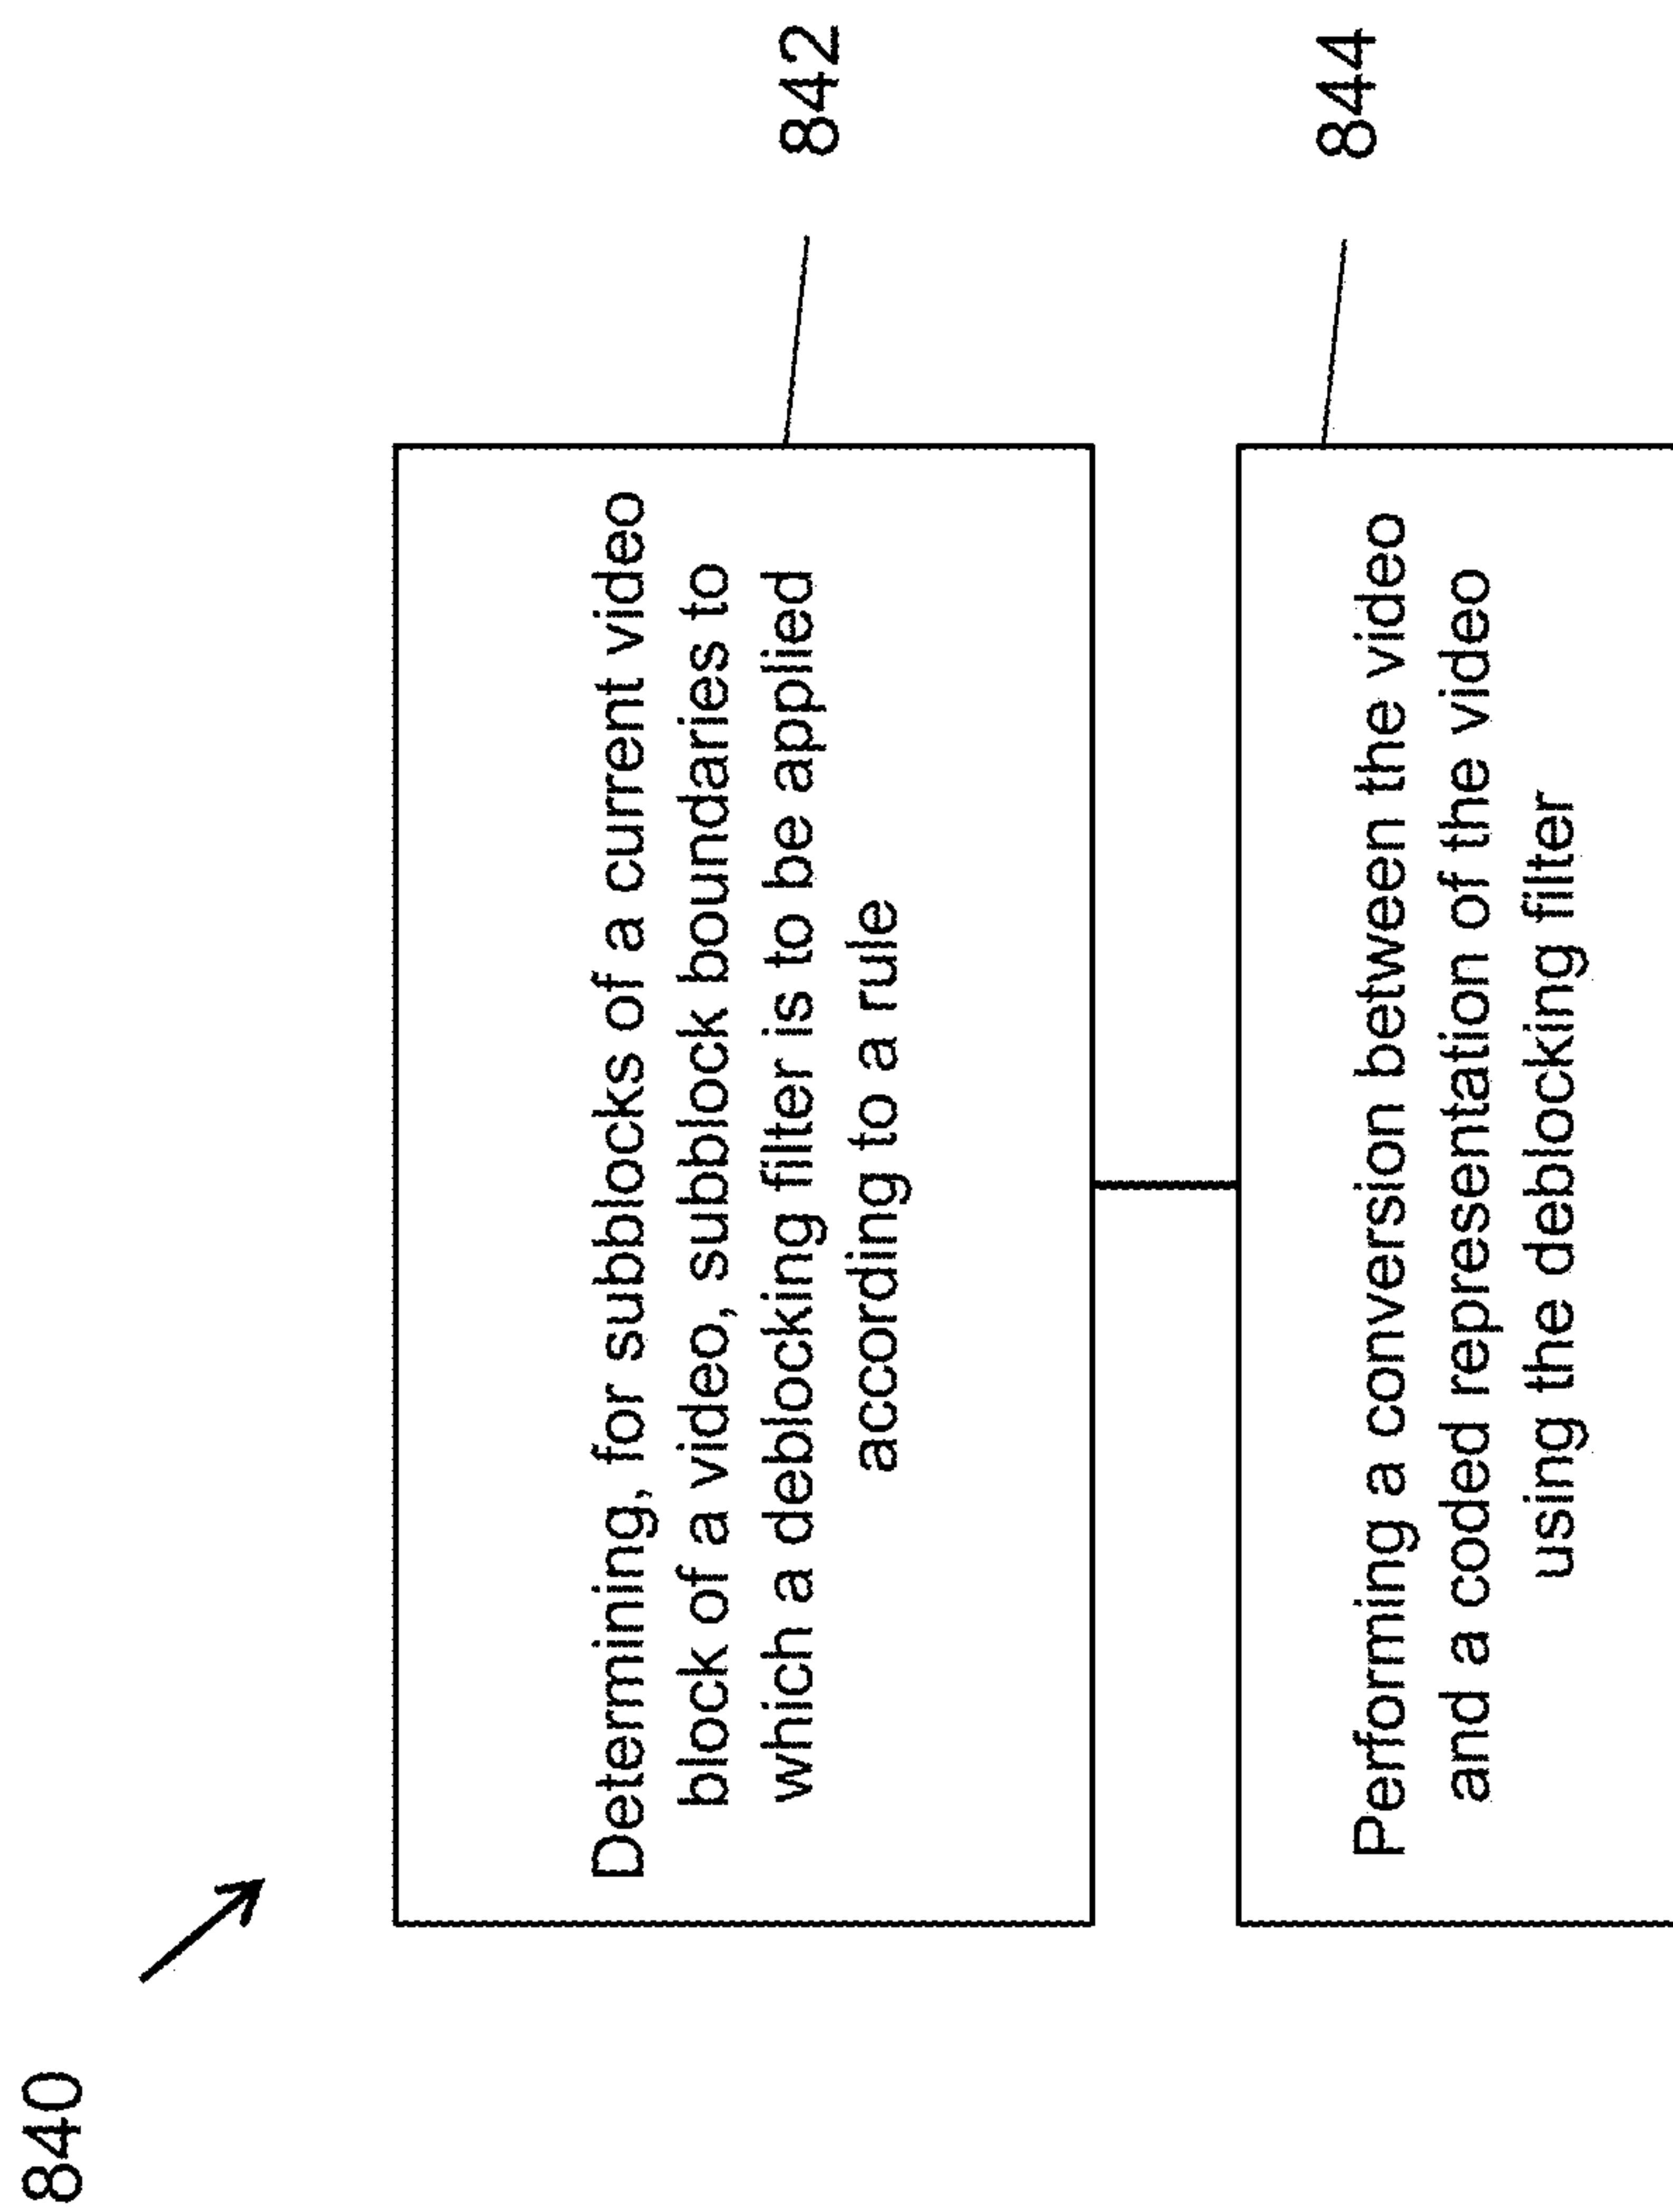 840
Determining, for subblocks of a current video
block of a video, subblock boundaries to
which a deblocking filter is to be applied
according to a rule
842
Performing a conversion between the video
and a coded representation of the video
using the deblocking filter
844